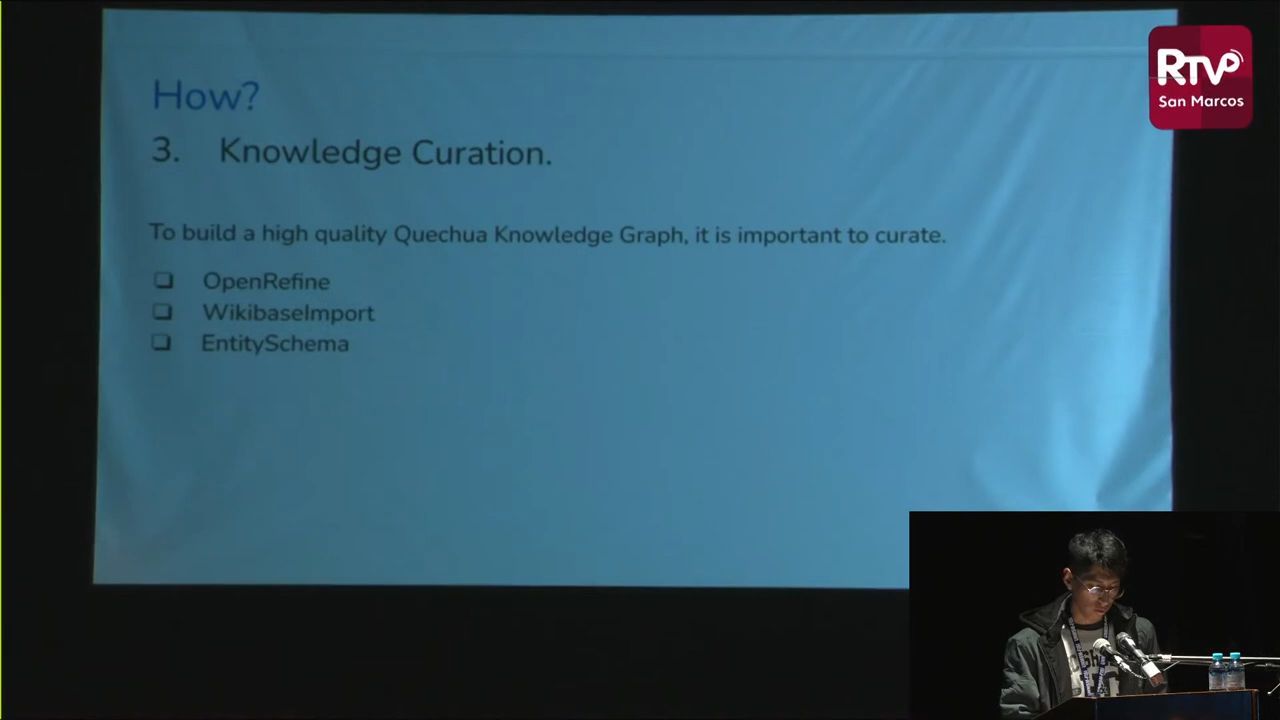 How?
3. Knowledge Curation.
To build a high quality Quechua Knowledge Graph, it is important to curate.
❑ OpenRefine
❑ WikibaseImport
❑ EntitySchema
RTV
San Marcos